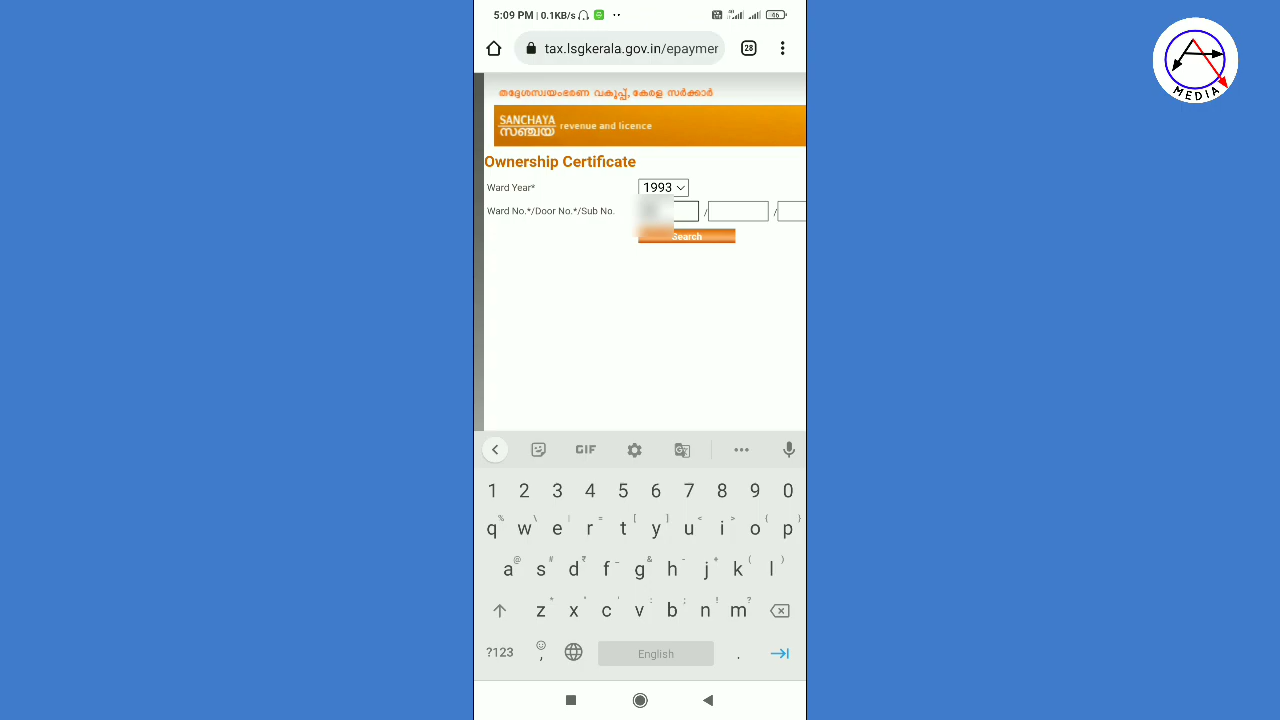 5:09 PM | 0.1KB/s
46
MEDIA
tax.lsgkerala.gov.in/epaymer
28
തദ്ദേശസ്വയംഭരണ വകുപ്പ്, കേരള സർക്കാർ
SANCHAYA
സഞ്ചയ
revenue and licence
Ownership Certificate
Ward Year* 1993
Ward No.*/Door No.*/Sub No. / /
Search
GIF
1 2 3 4 5 6 7 8 9 0
% \ | = [ ] < > { }
q w e r t y u i o p
@ # ₹ _ & - + ( )
a s d f g h j k l
* " ' : ; ! ?
z x c v b n m
?123 , English .